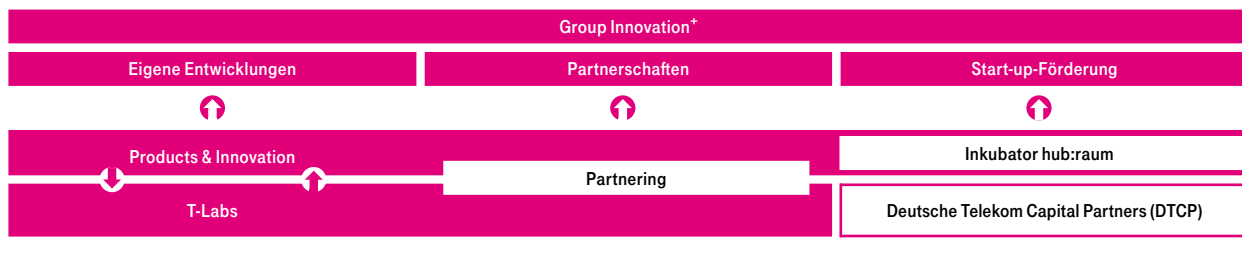 Group Innovation⁺
Eigene Entwicklungen
Partnerschaften
Start-up-Förderung
Products & Innovation
Inkubator hub:raum
Partnering
T-Labs
Deutsche Telekom Capital Partners (DTCP)